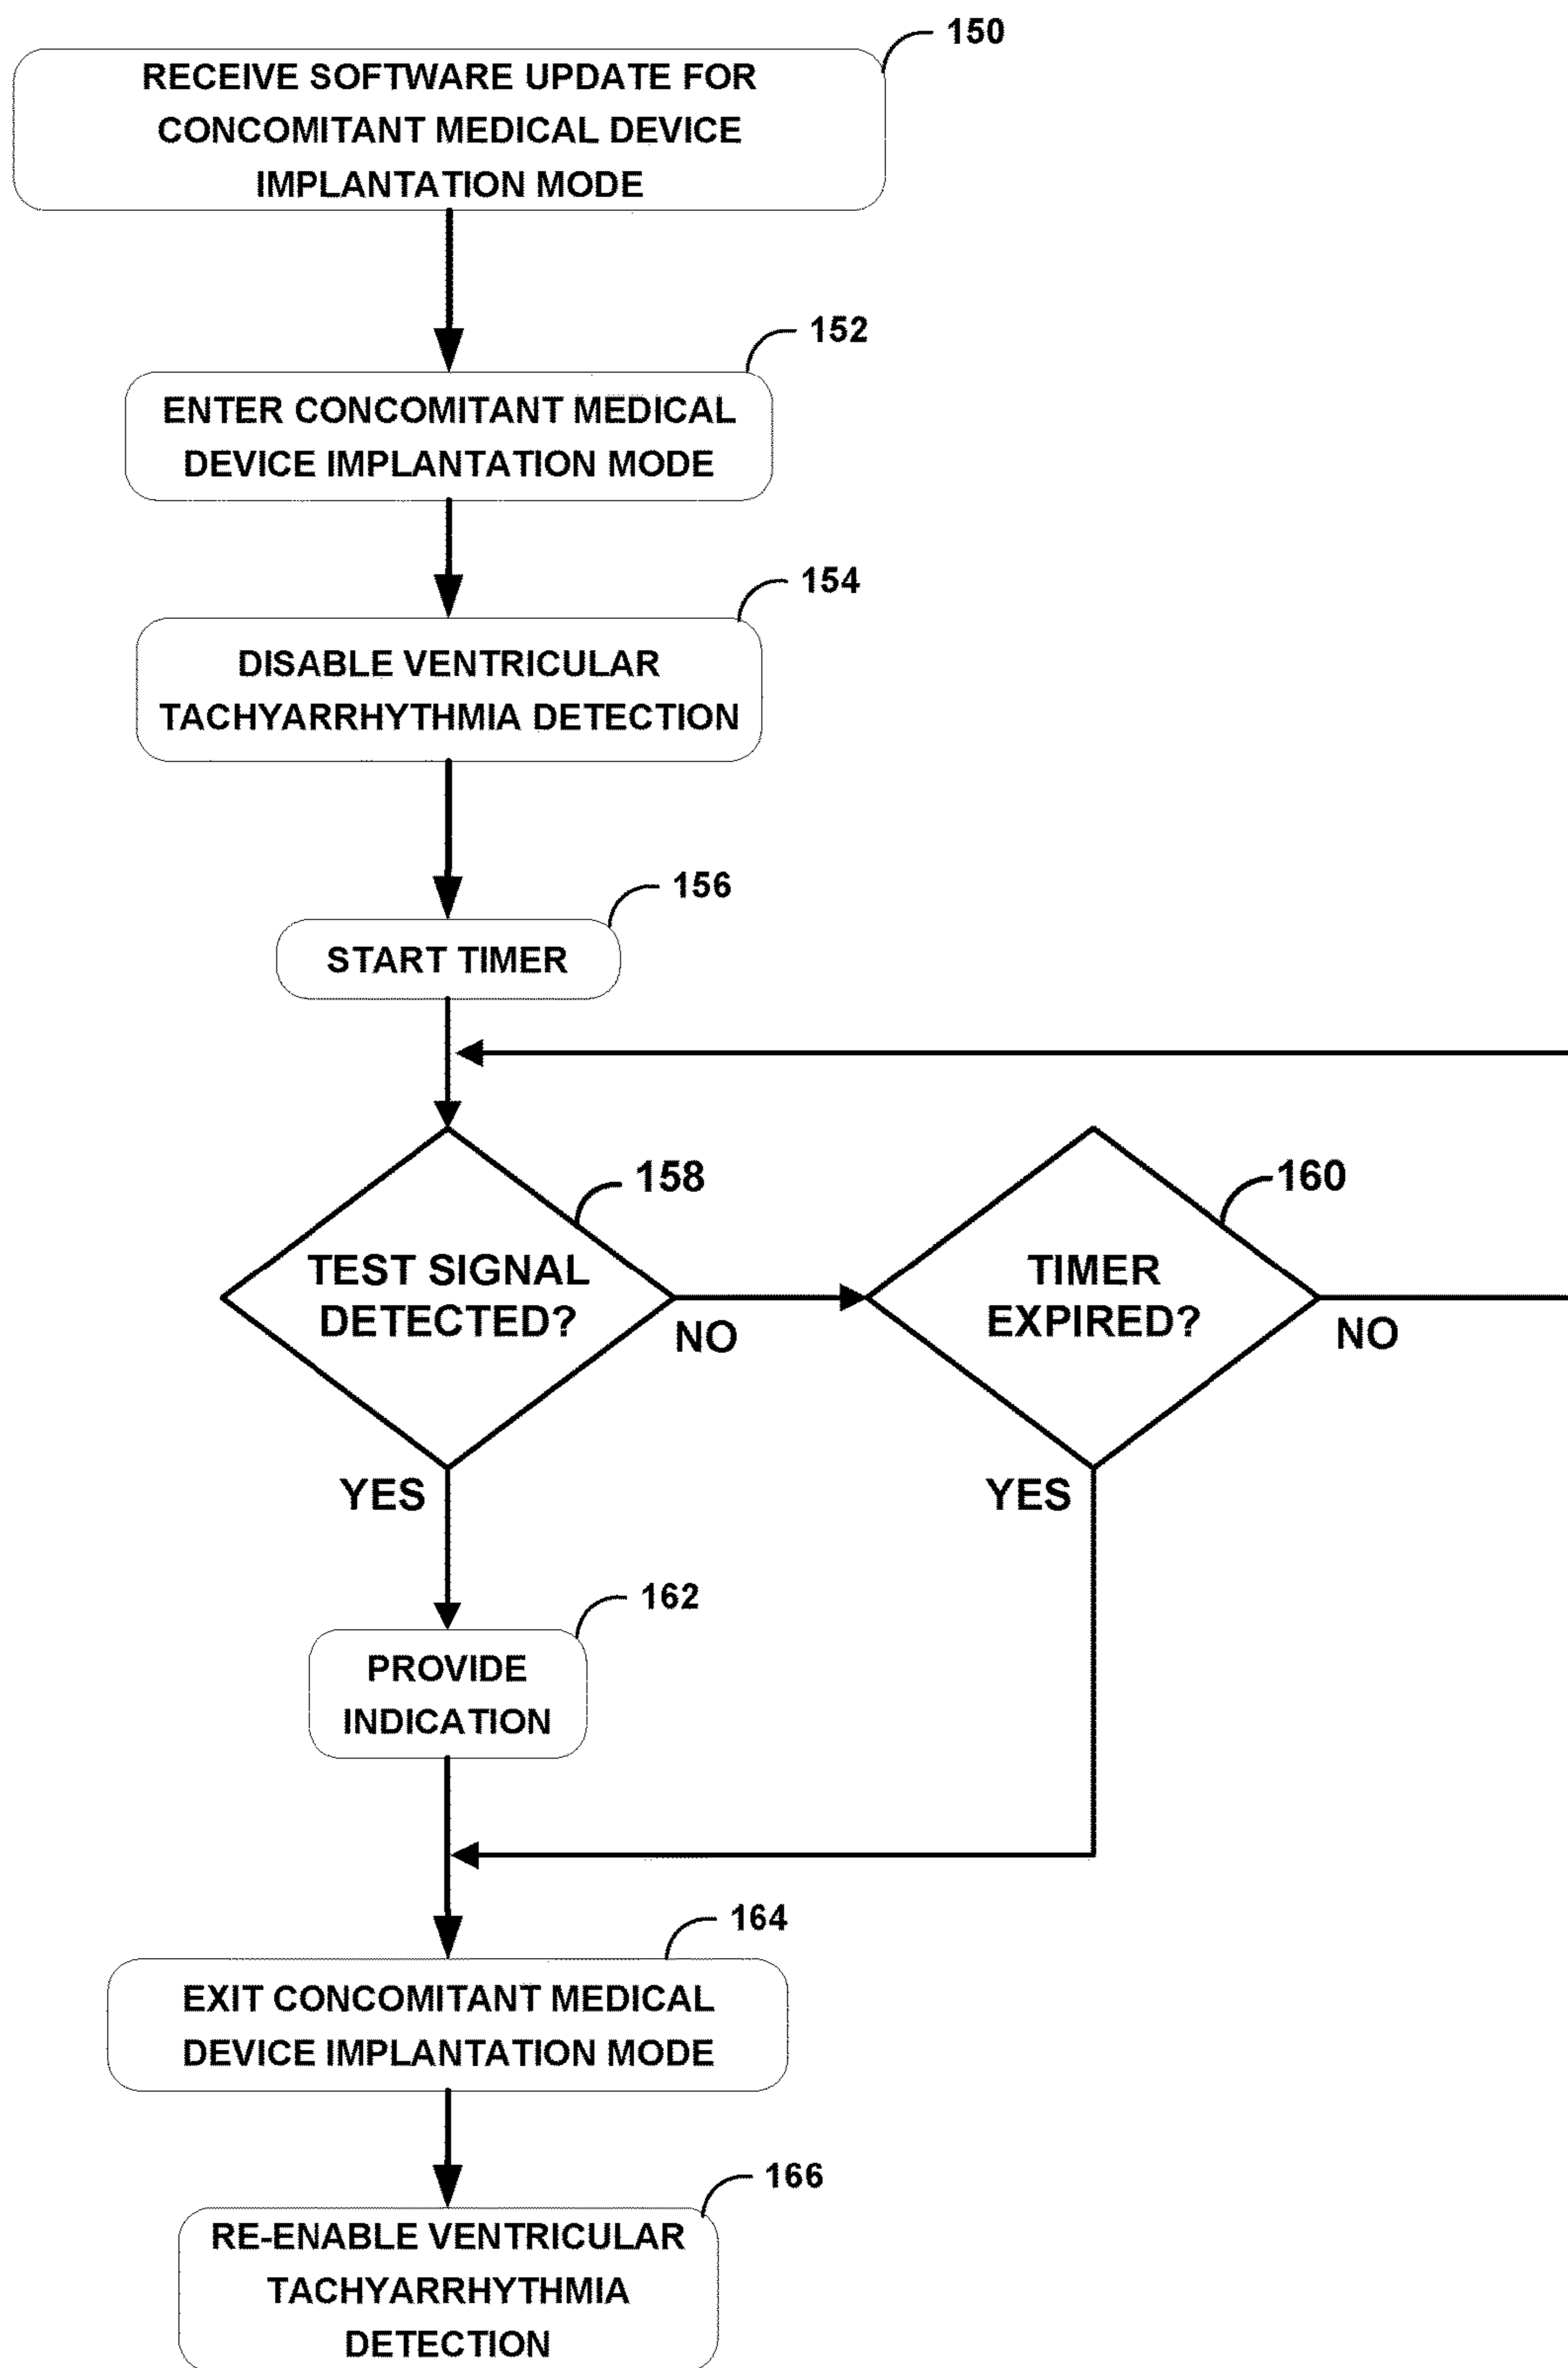 150
RECEIVE SOFTWARE UPDATE FOR
CONCOMITANT MEDICAL DEVICE
IMPLANTATION MODE
152
ENTER CONCOMITANT MEDICAL
DEVICE IMPLANTATION MODE
154
DISABLE VENTRICULAR
TACHYARRHYTHMIA DETECTION
156
START TIMER
158
TEST SIGNAL
DETECTED?
NO
YES
160
TIMER
EXPIRED?
NO
YES
162
PROVIDE
INDICATION
164
EXIT CONCOMITANT MEDICAL
DEVICE IMPLANTATION MODE
166
RE-ENABLE VENTRICULAR
TACHYARRHYTHMIA
DETECTION